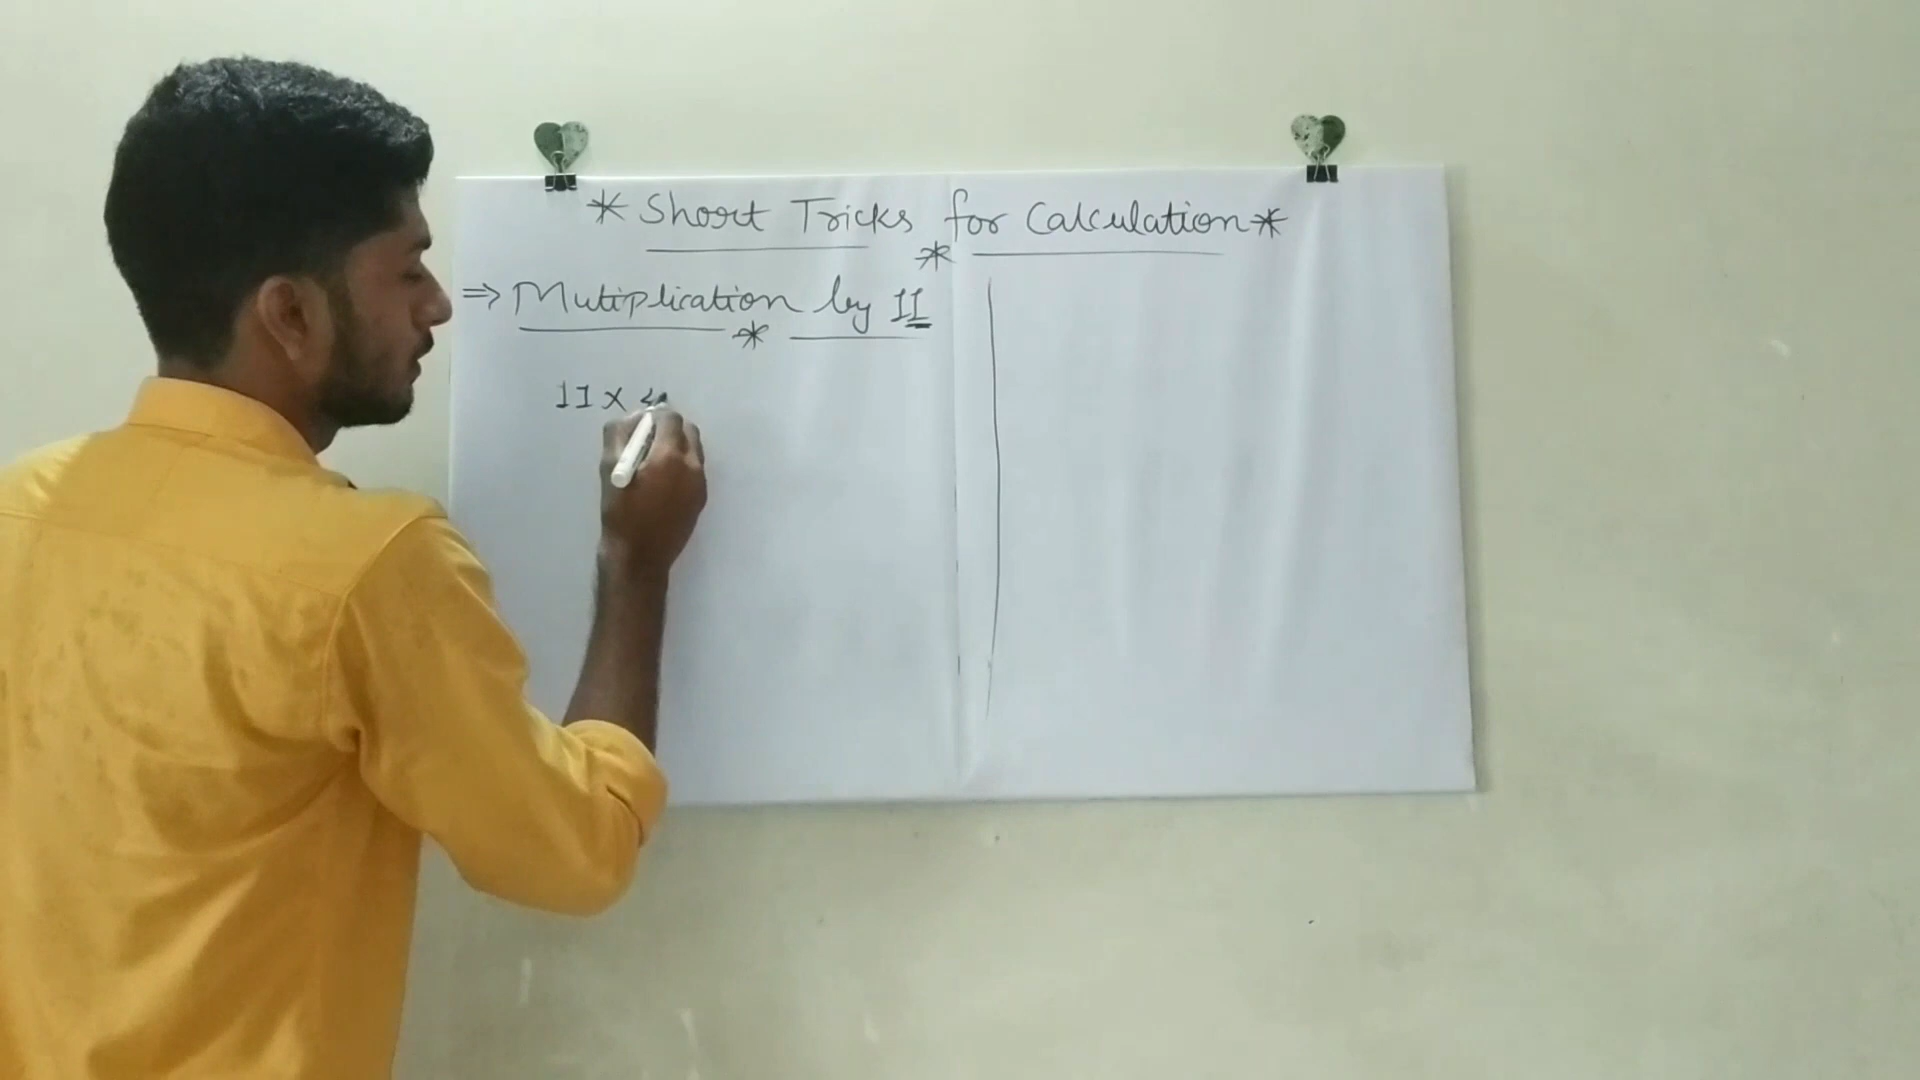 * Short Tricks for Calculation *
*
⇒ Mutiplication by 11
*
11 x